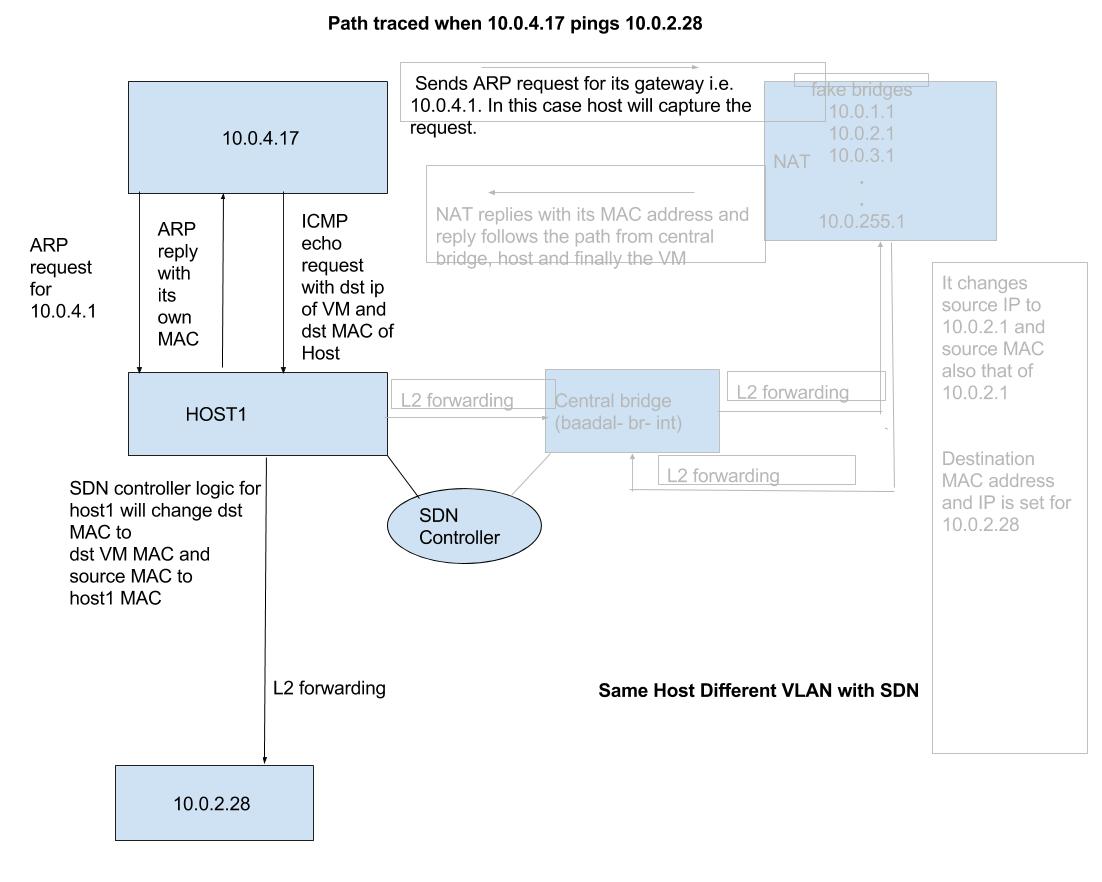 Path traced when 10.0.4.17 pings 10.0.2.28
Sends ARP request for its gateway i.e.
10.0.4.1. In this case host will capture the
request.
fake bridges
10.0.1.1
10.0.2.1
10.0.3.1
.
.
10.0.255.1
NAT
10.0.4.17
NAT replies with its MAC address and
reply follows the path from central
bridge, host and finally the VM
ARP
request
for
10.0.4.1
ARP
reply
with
its
own
MAC
ICMP
echo
request
with dst ip
of VM and
dst MAC of
Host
It changes
source IP to
10.0.2.1 and
source MAC
also that of
10.0.2.1
Destination
MAC address
and IP is set for
10.0.2.28
HOST1
L2 forwarding
Central bridge
(baadal- br- int)
L2 forwarding
L2 forwarding
SDN
Controller
SDN controller logic for
host1 will change dst
MAC to
dst VM MAC and
source MAC to
host1 MAC
L2 forwarding
Same Host Different VLAN with SDN
10.0.2.28